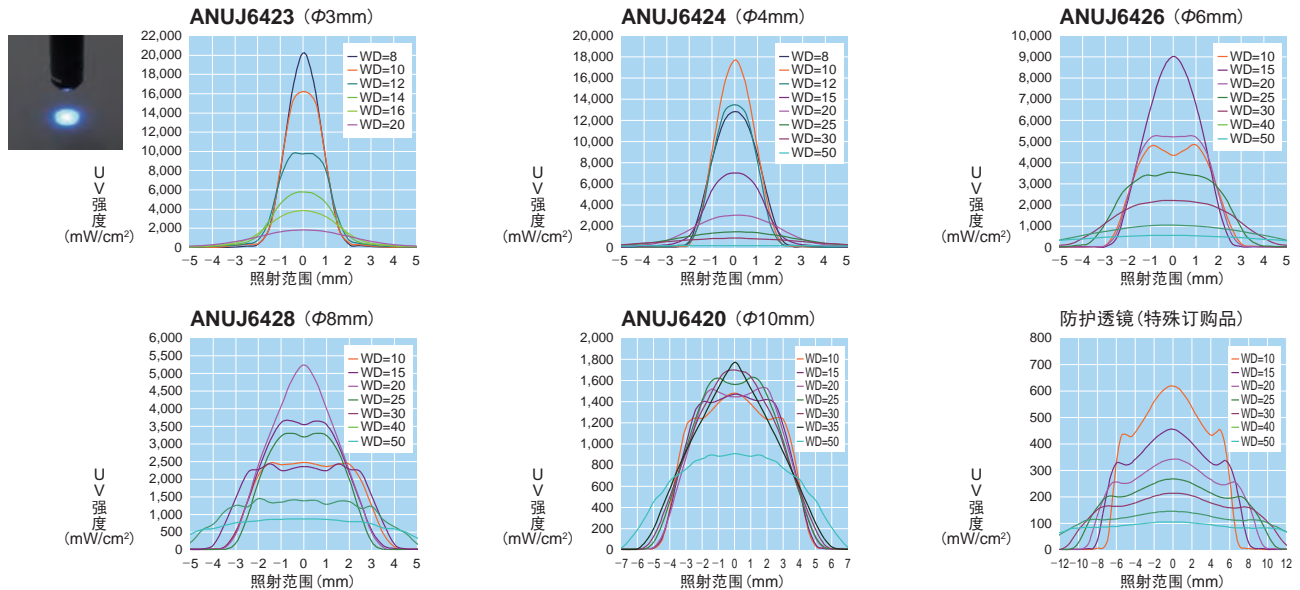 ANUJ6423 (Φ3mm)
22,000
20,000
18,000
16,000
14,000
12,000
10,000
8,000
6,000
4,000
2,000
0
WD=8
WD=10
WD=12
WD=14
WD=16
WD=20
UV强度
(mW/cm²)
−5 −4 −3 −2 −1 0 1 2 3 4 5
照射范围(mm)
ANUJ6424 (Φ4mm)
20,000
18,000
16,000
14,000
12,000
10,000
8,000
6,000
4,000
2,000
0
WD=8
WD=10
WD=12
WD=15
WD=20
WD=25
WD=30
WD=50
UV强度
(mW/cm²)
−5 −4 −3 −2 −1 0 1 2 3 4 5
照射范围(mm)
ANUJ6426 (Φ6mm)
10,000
9,000
8,000
7,000
6,000
5,000
4,000
3,000
2,000
1,000
0
WD=10
WD=15
WD=20
WD=25
WD=30
WD=40
WD=50
UV强度
(mW/cm²)
−5 −4 −3 −2 −1 0 1 2 3 4 5
照射范围(mm)
ANUJ6428 (Φ8mm)
6,000
5,500
5,000
4,500
4,000
3,500
3,000
2,500
2,000
1,500
1,000
500
0
WD=10
WD=15
WD=20
WD=25
WD=30
WD=40
WD=50
UV强度
(mW/cm²)
−5 −4 −3 −2 −1 0 1 2 3 4 5
照射范围(mm)
ANUJ6420 (Φ10mm)
2,000
1,800
1,600
1,400
1,200
1,000
800
600
400
200
0
WD=10
WD=15
WD=20
WD=25
WD=30
WD=35
WD=50
UV强度
(mW/cm²)
−7 −6 −5 −4 −3 −2 −1 0 1 2 3 4 5 6 7
照射范围(mm)
防护透镜(特殊订购品)
800
700
600
500
400
300
200
100
0
WD=10
WD=15
WD=20
WD=25
WD=30
WD=40
WD=50
UV强度
(mW/cm²)
−12 −10 −8 −6 −4 −2 0 2 4 6 8 10 12
照射范围(mm)